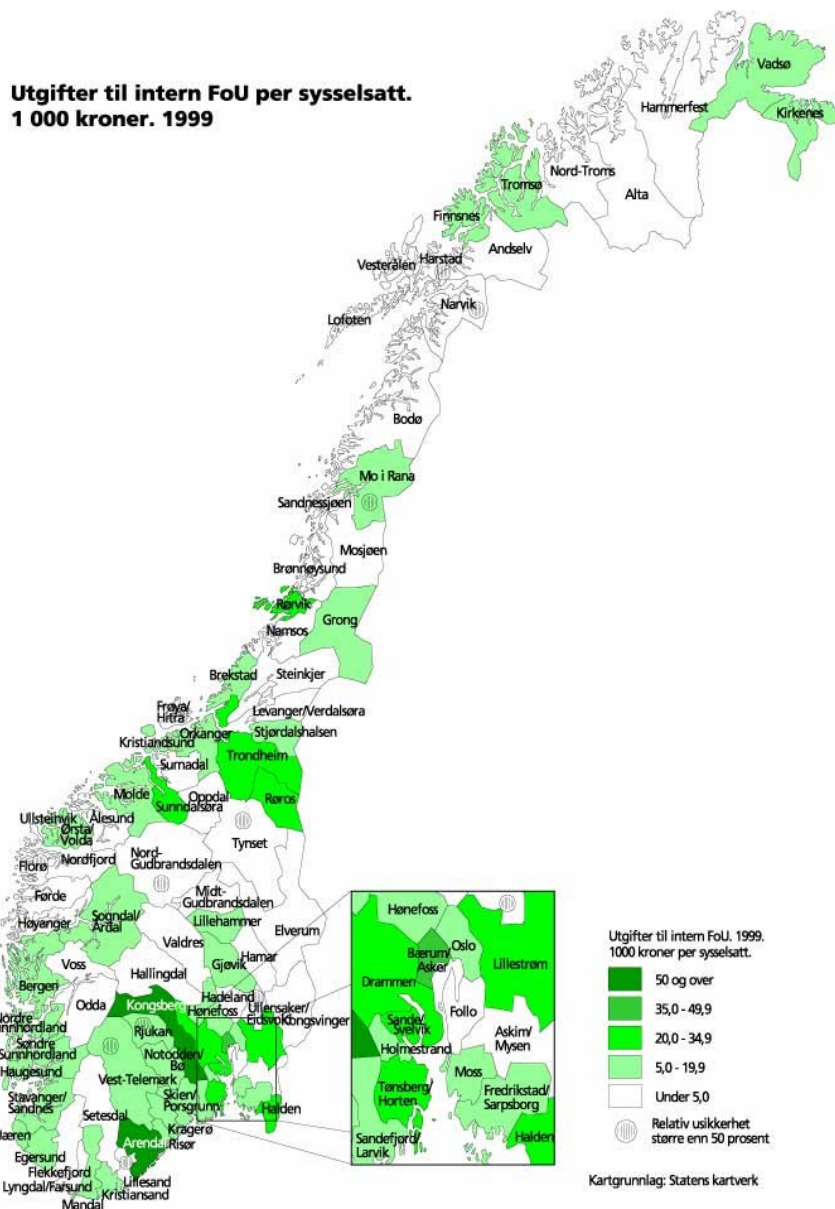 Utgifter til intern FoU per sysselsatt.
1 000 kroner. 1999
Vadsø
Hammerfest
Kirkenes
Nord-Troms
Tromsø
Alta
Finnsnes
Andselv
Harstad
Vesterålen
Narvik
Lofoten
Bodø
Mo i Rana
Sandnessjøen
Mosjøen
Brønnøysund
Rørvik
Grong
Namsos
Brekstad
Steinkjer
Frøya/
Hitra
Levanger/Verdalsøra
Orkanger
Stjørdalshalsen
Kristiansund
Trondheim
Surnadal
Molde
Oppdal
Røros
Sunndalsøra
Ullsteinvik
Ålesund
Ørsta/
Volda
Tynset
Nord-
Gudbrandsdalen
Nordfjord
Florø
Midt-
Gudbrandsdalen
Førde
Lillehammer
Sogndal/
Årdal
Høyanger
Elverum
Valdres
Hamar
Voss
Gjøvik
Hallingdal
Bergen
Hadeland
Odda
Kongsberg
Hønefoss
Ullensaker/
Eidsvoll
Kongsvinger
Nordre
Sunnhordland
Rjukan
Søndre
Sunnhordland
Notodden/
Bø
Haugesund
Vest-Telemark
Stavanger/
Sandnes
Skien/
Porsgrunn
Setesdal
Halden
Jæren
Kragerø
Arendal
Risør
Egersund
Flekkefjord
Lillesand
Lyngdal/Farsund
Kristiansand
Mandal
Hønefoss
Bærum/
Asker
Oslo
Lillestrøm
Drammen
Follo
Sande/
Svelvik
Askim/
Mysen
Holmestrand
Moss
Tønsberg/
Horten
Fredrikstad/
Sarpsborg
Sandefjord/
Larvik
Halden
Utgifter til intern FoU. 1999.
1000 kroner per sysselsatt.
50 og over
35,0 - 49,9
20,0 - 34,9
5,0 - 19,9
Under 5,0
Relativ usikkerhet
større enn 50 prosent
Kartgrunnlag: Statens kartverk